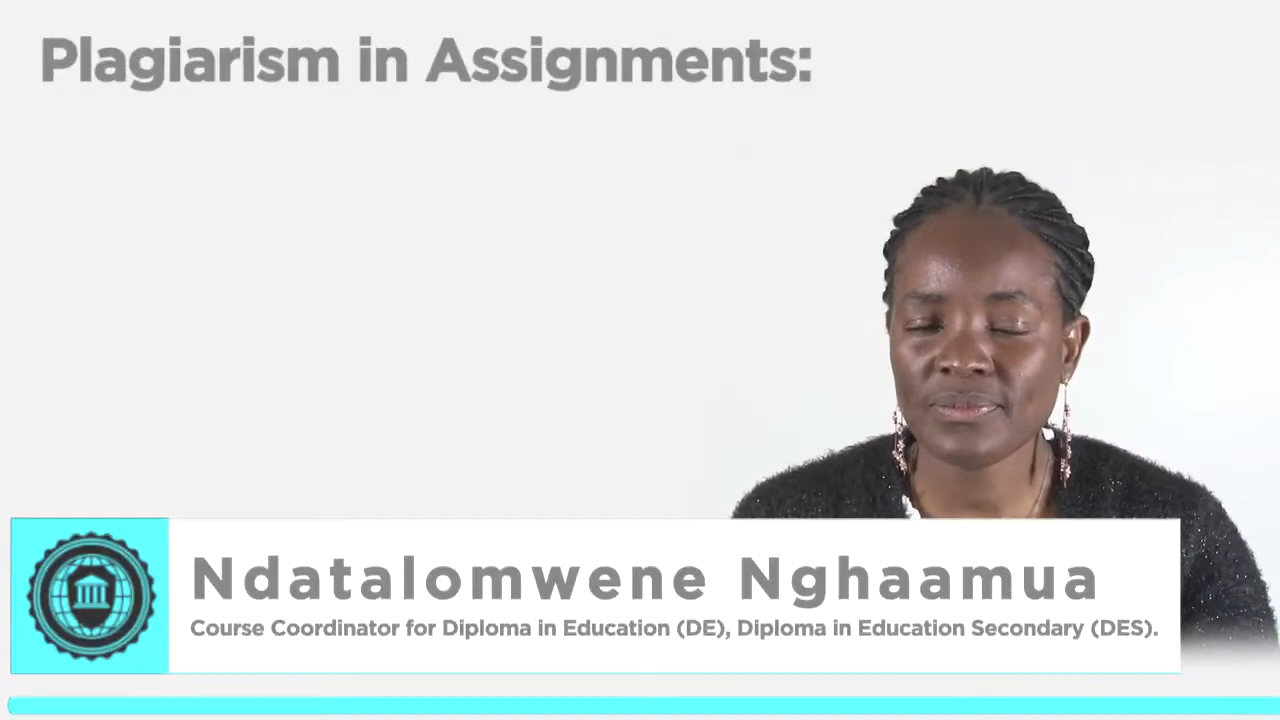 Plagiarism in Assignments:
Ndatalomwene Nghaamua
Course Coordinator for Diploma in Education (DE), Diploma in Education Secondary (DES).